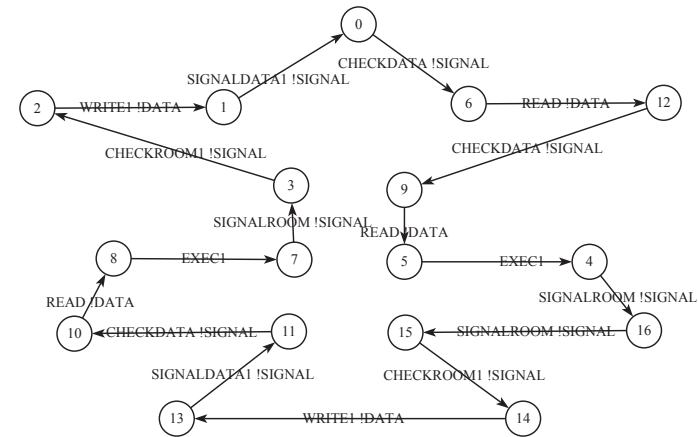 0
CHECKDATA !SIGNAL
SIGNALDATA1 !SIGNAL
2
WRITE1 !DATA
1
6
READ !DATA
12
CHECKROOM1 !SIGNAL
CHECKDATA !SIGNAL
3
9
SIGNALROOM !SIGNAL
READ !DATA
8
EXEC1
7
5
EXEC1
4
READ !DATA
SIGNALROOM !SIGNAL
10
CHECKDATA !SIGNAL
11
15
SIGNALROOM !SIGNAL
16
SIGNALDATA1 !SIGNAL
CHECKROOM1 !SIGNAL
13
WRITE1 !DATA
14